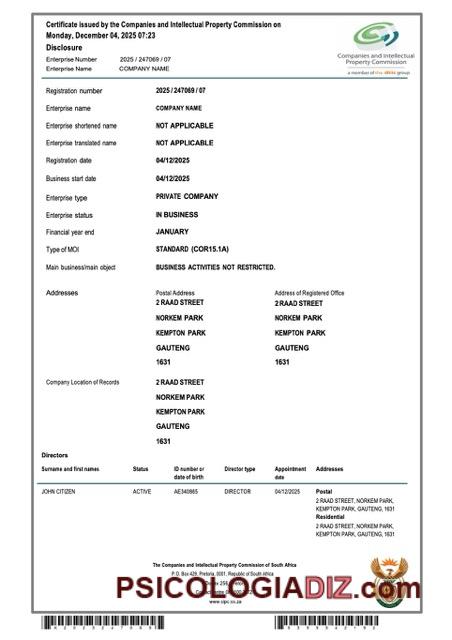 Certificate issued by the Companies and Intellectual Property Commission on
Monday, December 04, 2025 07:23
Disclosure
Enterprise Number 2025 / 247069 / 07
Enterprise Name COMPANY NAME
Companies and Intellectual
Property Commission
a member of the dtic group
Registration number 2025 / 247069 / 07
Enterprise name COMPANY NAME
Enterprise shortened name NOT APPLICABLE
Enterprise translated name NOT APPLICABLE
Registration date 04/12/2025
Business start date 04/12/2025
Enterprise type PRIVATE COMPANY
Enterprise status IN BUSINESS
Financial year end JANUARY
Type of MOI STANDARD (COR15.1A)
Main business/main object BUSINESS ACTIVITIES NOT RESTRICTED.
Addresses Postal Address Address of Registered Office
2 RAAD STREET 2 RAAD STREET
NORKEM PARK NORKEM PARK
KEMPTON PARK KEMPTON PARK
GAUTENG GAUTENG
1631 1631
Company Location of Records 2 RAAD STREET
NORKEM PARK
KEMPTON PARK
GAUTENG
1631
Directors
Surname and first names Status ID number or date of birth Director type Appointment date Addresses
JOHN CITIZEN ACTIVE AE340865 DIRECTOR 04/12/2025 Postal
2 RAAD STREET, NORKEM PARK,
KEMPTON PARK, GAUTENG, 1631
Residential
2 RAAD STREET, NORKEM PARK,
KEMPTON PARK, GAUTENG, 1631
The Companies and Intellectual Property Commission of South Africa
P.O. Box 429, Pretoria, 0001, Republic of South Africa
PSICOLOGIADIZ.com
www.cipc.co.za